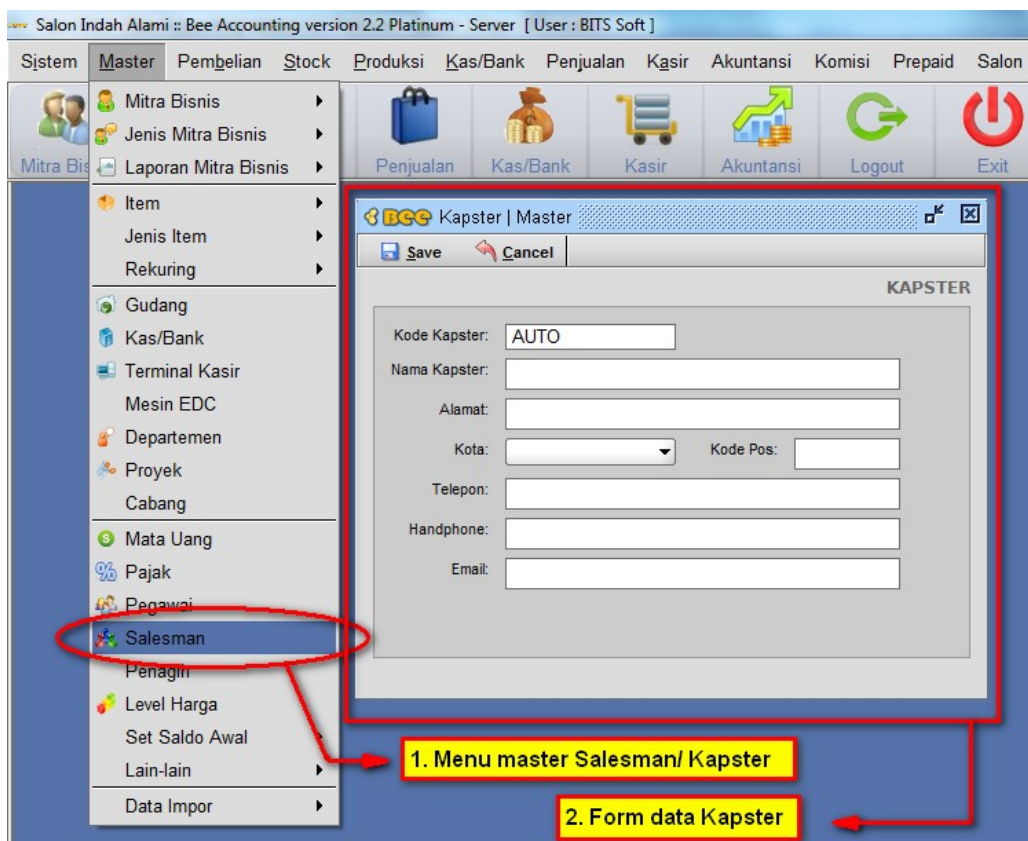 Salon Indah Alami :: Bee Accounting version 2.2 Platinum - Server [ User : BITS Soft ]
Sistem Master Pembelian Stock Produksi Kas/Bank Penjualan Kasir Akuntansi Komisi Prepaid Salon
Mitra Bis Penjualan Kas/Bank Kasir Akuntansi Logout Exit
Mitra Bisnis
Jenis Mitra Bisnis
Laporan Mitra Bisnis
Item
Jenis Item
Rekuring
Gudang
Kas/Bank
Terminal Kasir
Mesin EDC
Departemen
Proyek
Cabang
Mata Uang
Pajak
Pegawai
Salesman
Penagih
Level Harga
Set Saldo Awal
Lain-lain
Data Impor
BEE Kapster | Master
Save Cancel
KAPSTER
Kode Kapster: AUTO
Nama Kapster:
Alamat:
Kota: Kode Pos:
Telepon:
Handphone:
Email:
1. Menu master Salesman/ Kapster
2. Form data Kapster